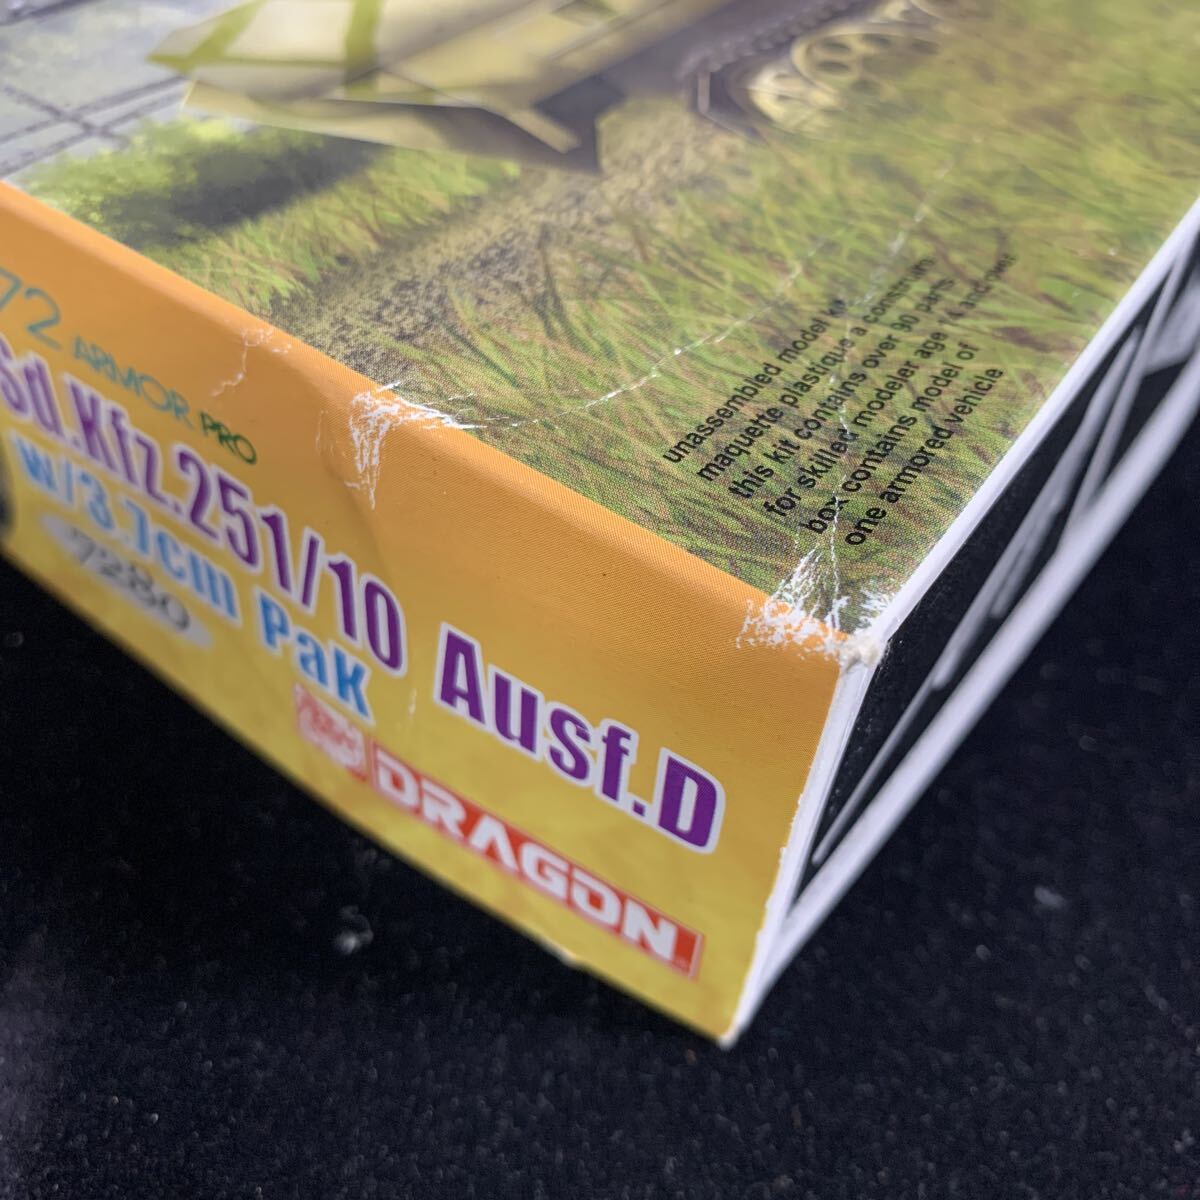 unassembled model kit
maquette plastique a construire
this kit contains over 90 parts
for skilled modeler age 14 and over
box contains model of
one armored vehicle
72 ARMOR PRO
Sd.Kfz.251/10 Ausf.D
w/3.7cm PaK
7280
DRAGON